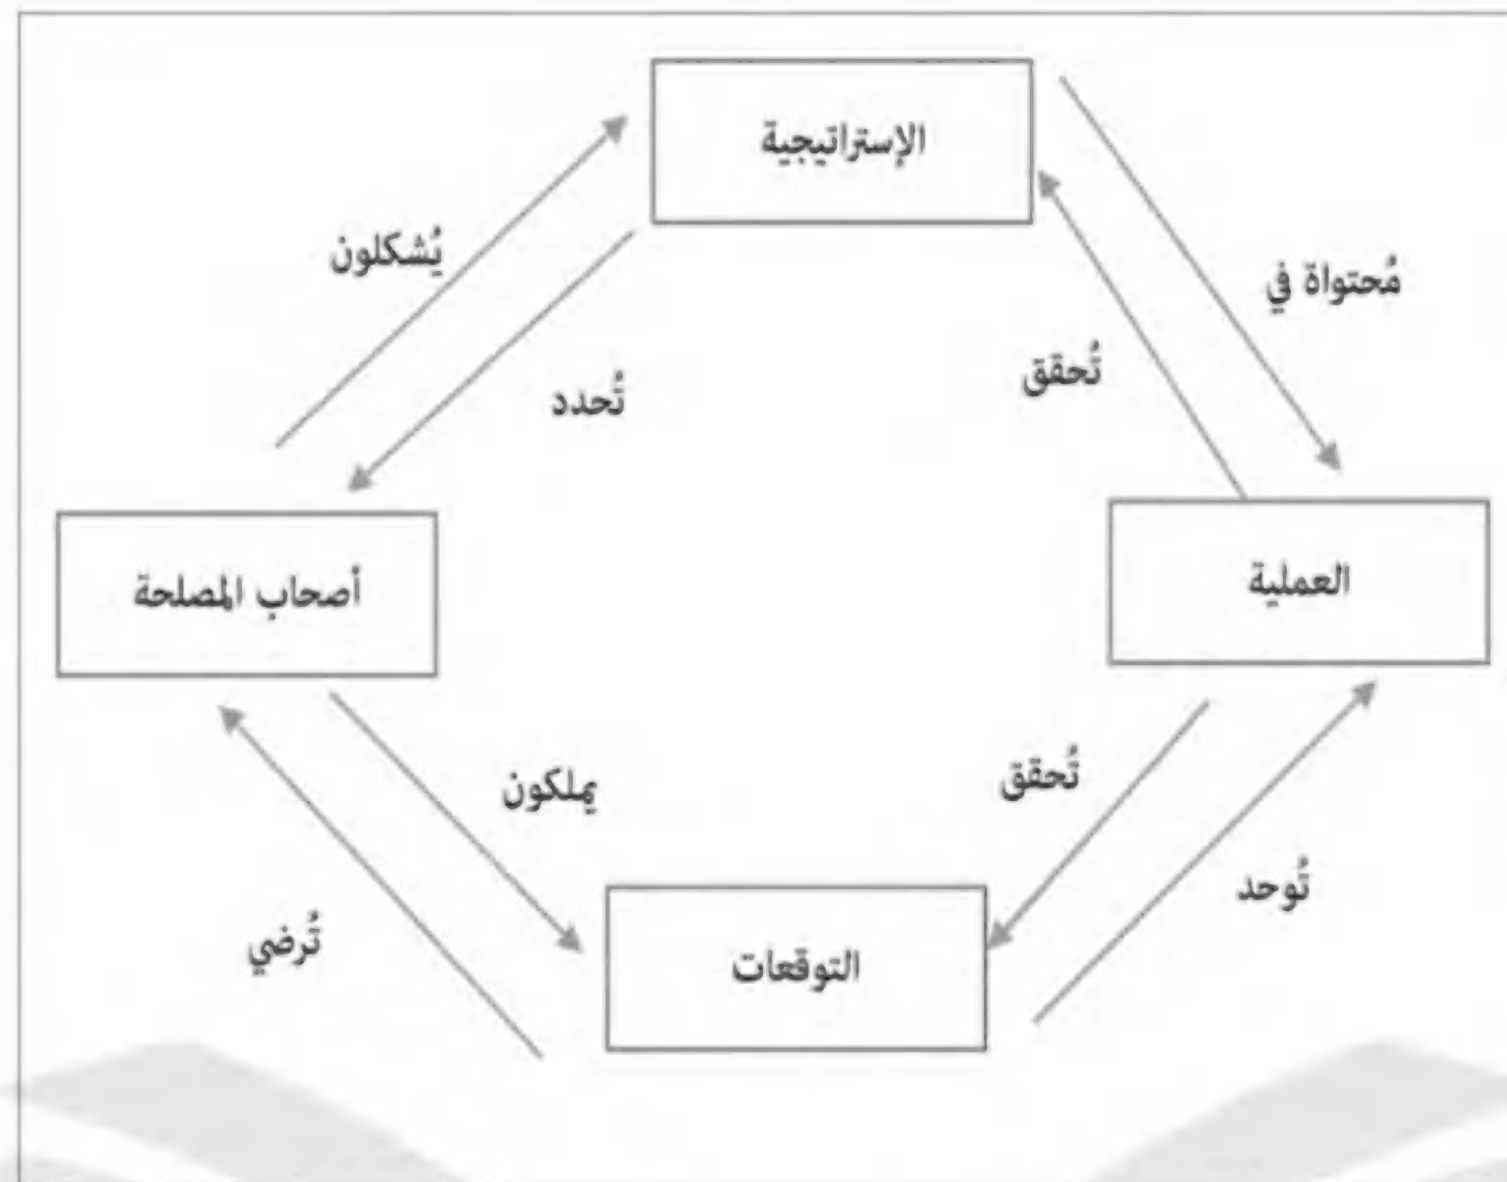 الإستراتيجية
يُشكلون
مُحتواة في
تُحقق
تُحدد
العملية
أصحاب المصلحة
تُحقق
يملكون
تُوحد
تُرضي
التوقعات